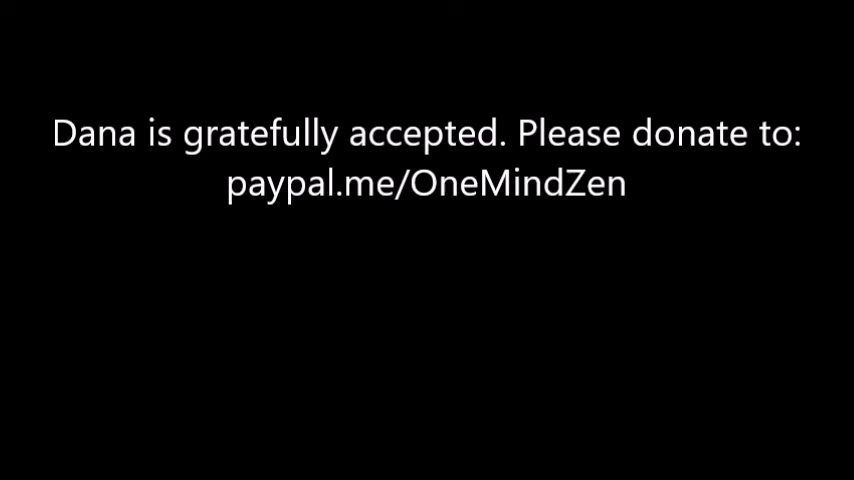 Dana is gratefully accepted. Please donate to:
paypal.me/OneMindZen